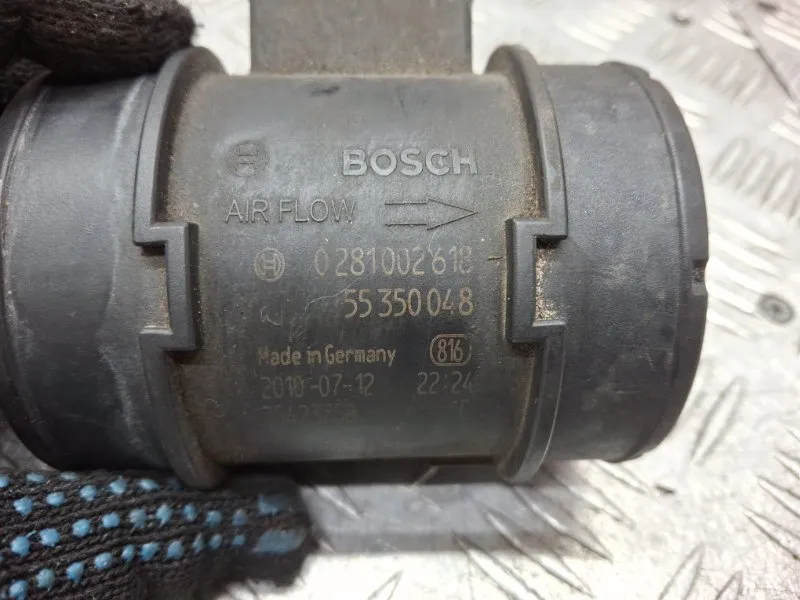 BOSCH
AIR FLOW
0 281 002 618
55 350 048
Made in Germany 816
2010-07-12 22:24